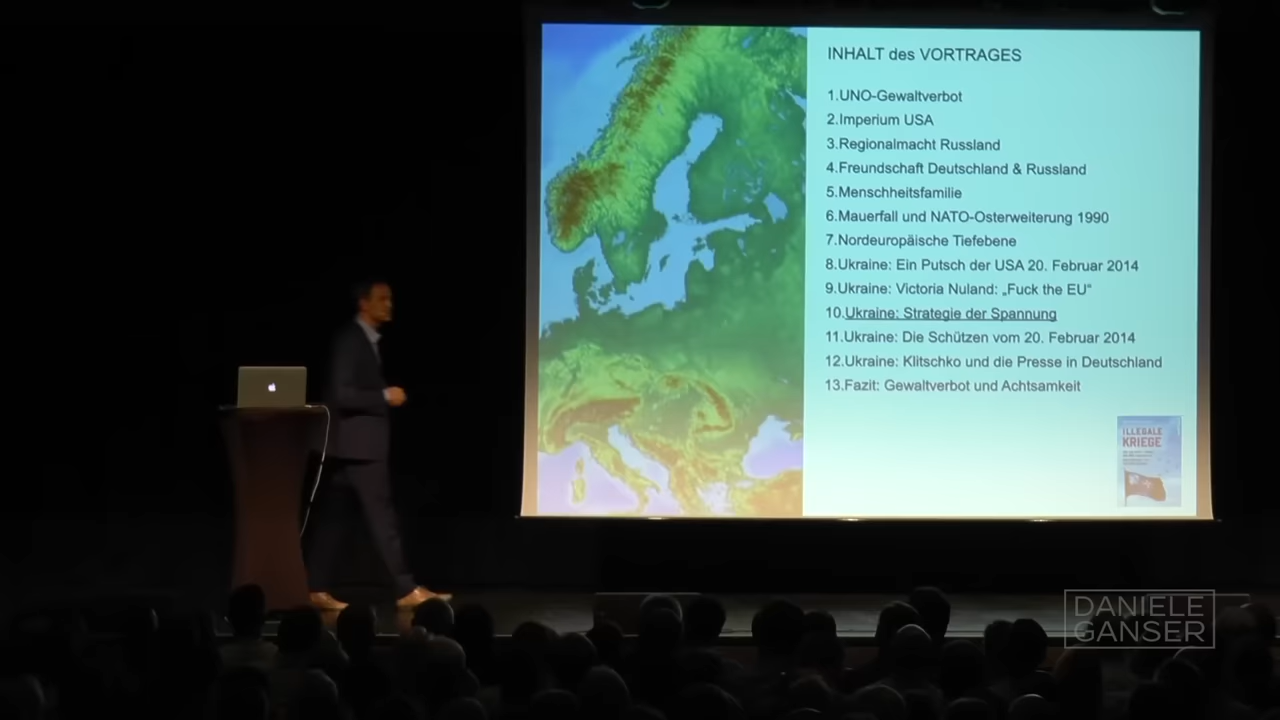 INHALT des VORTRAGES
1.UNO-Gewaltverbot
2.Imperium USA
3.Regionalmacht Russland
4.Freundschaft Deutschland & Russland
5.Menschheitsfamilie
6.Mauerfall und NATO-Osterweiterung 1990
7.Nordeuropäische Tiefebene
8.Ukraine: Ein Putsch der USA 20. Februar 2014
9.Ukraine: Victoria Nuland: „Fuck the EU“
10.Ukraine: Strategie der Spannung
11.Ukraine: Die Schützen vom 20. Februar 2014
12.Ukraine: Klitschko und die Presse in Deutschland
13.Fazit: Gewaltverbot und Achtsamkeit
ILLEGALE
KRIEGE
DANIELE
GANSER